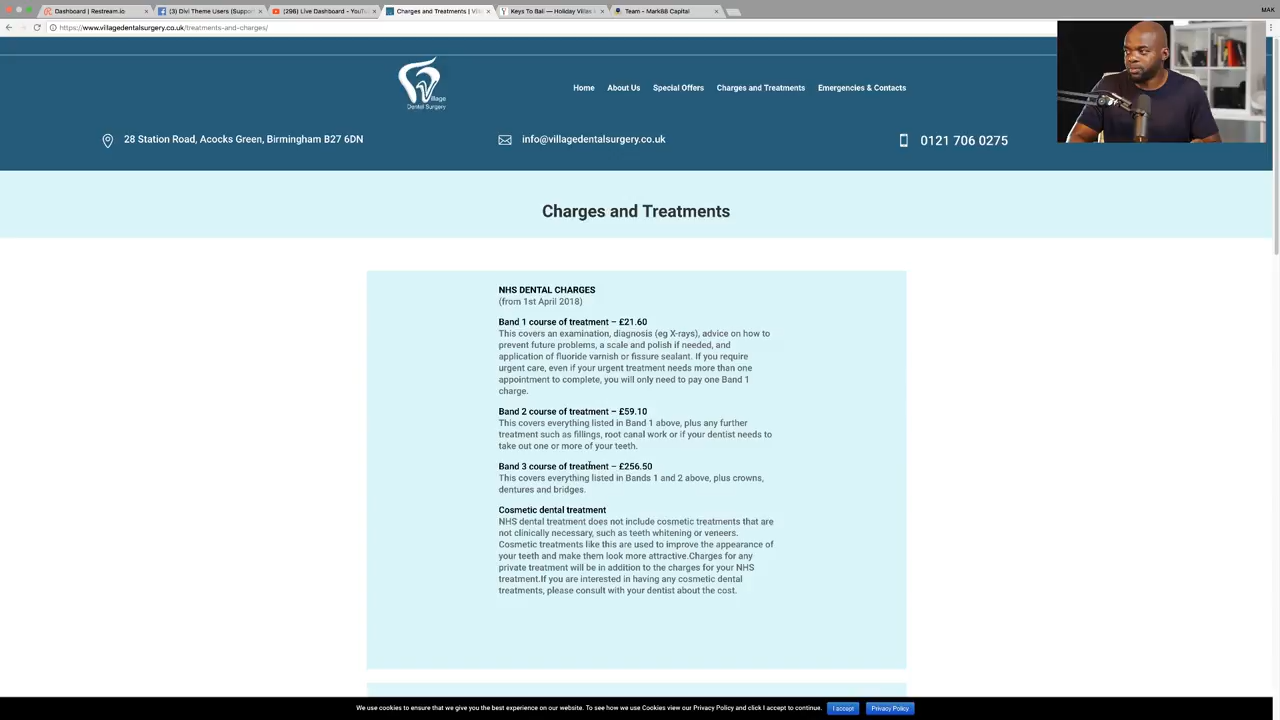 Dashboard | Restream.io
(3) Divi Theme Users (Suppor
(296) Live Dashboard - YouTu
Charges and Treatments | Vill
Keys To Bali — Holiday Villas
Team - Mark88 Capital
MAK
https://www.villagedentalsurgery.co.uk/treatments-and-charges/
Village
Dental Surgery
Home
About Us
Special Offers
Charges and Treatments
Emergencies & Contacts
28 Station Road, Acocks Green, Birmingham B27 6DN
info@villagedentalsurgery.co.uk
0121 706 0275
Charges and Treatments
NHS DENTAL CHARGES
(from 1st April 2018)
Band 1 course of treatment – £21.60
This covers an examination, diagnosis (eg X-rays), advice on how to
prevent future problems, a scale and polish if needed, and
application of fluoride varnish or fissure sealant. If you require
urgent care, even if your urgent treatment needs more than one
appointment to complete, you will only need to pay one Band 1
charge.
Band 2 course of treatment – £59.10
This covers everything listed in Band 1 above, plus any further
treatment such as fillings, root canal work or if your dentist needs to
take out one or more of your teeth.
Band 3 course of treatment – £256.50
This covers everything listed in Bands 1 and 2 above, plus crowns,
dentures and bridges.
Cosmetic dental treatment
NHS dental treatment does not include cosmetic treatments that are
not clinically necessary, such as teeth whitening or veneers.
Cosmetic treatments like this are used to improve the appearance of
your teeth and make them look more attractive.Charges for any
private treatment will be in addition to the charges for your NHS
treatment.If you are interested in having any cosmetic dental
treatments, please consult with your dentist about the cost.
We use cookies to ensure that we give you the best experience on our website. To see how we use Cookies view our Privacy Policy and click I accept to continue.
I accept
Privacy Policy